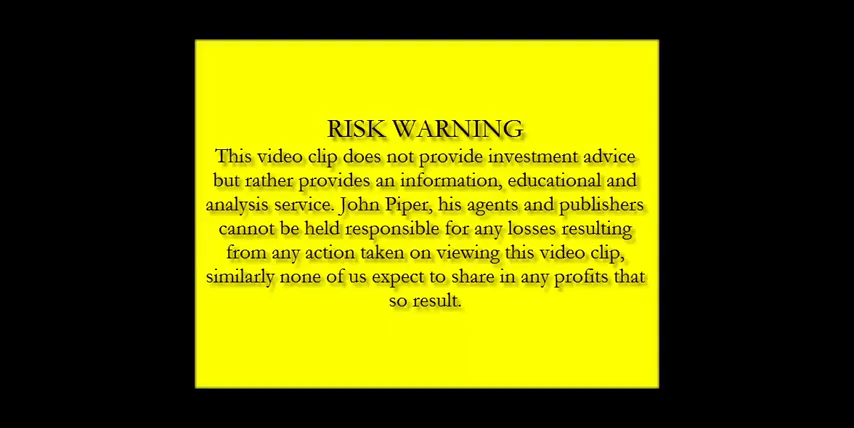 RISK WARNING
This video clip does not provide investment advice
but rather provides an information, educational and
analysis service. John Piper, his agents and publishers
cannot be held responsible for any losses resulting
from any action taken on viewing this video clip,
similarly none of us expect to share in any profits that
so result.